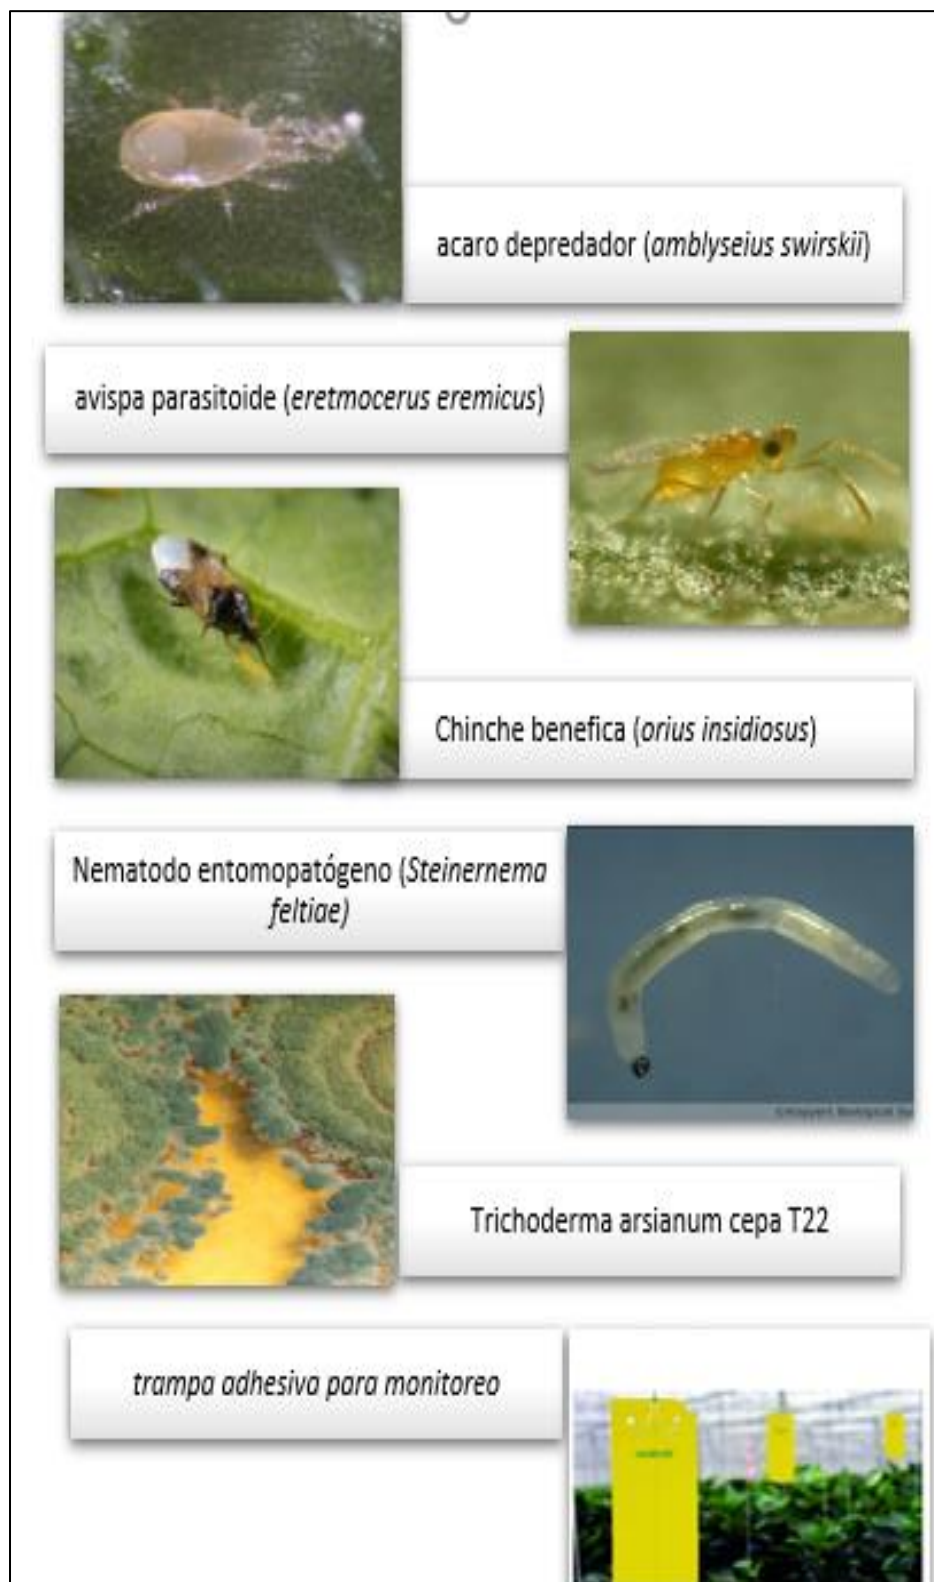 acaro depredador (amblyseius swirskii)
avispa parasitoide (eretmocerus eremicus)
Chinche benefica (orius insidiosus)
Nematodo entomopatógeno (Steinernema
feltiae)
Trichoderma arsianum cepa T22
trampa adhesiva para monitoreo